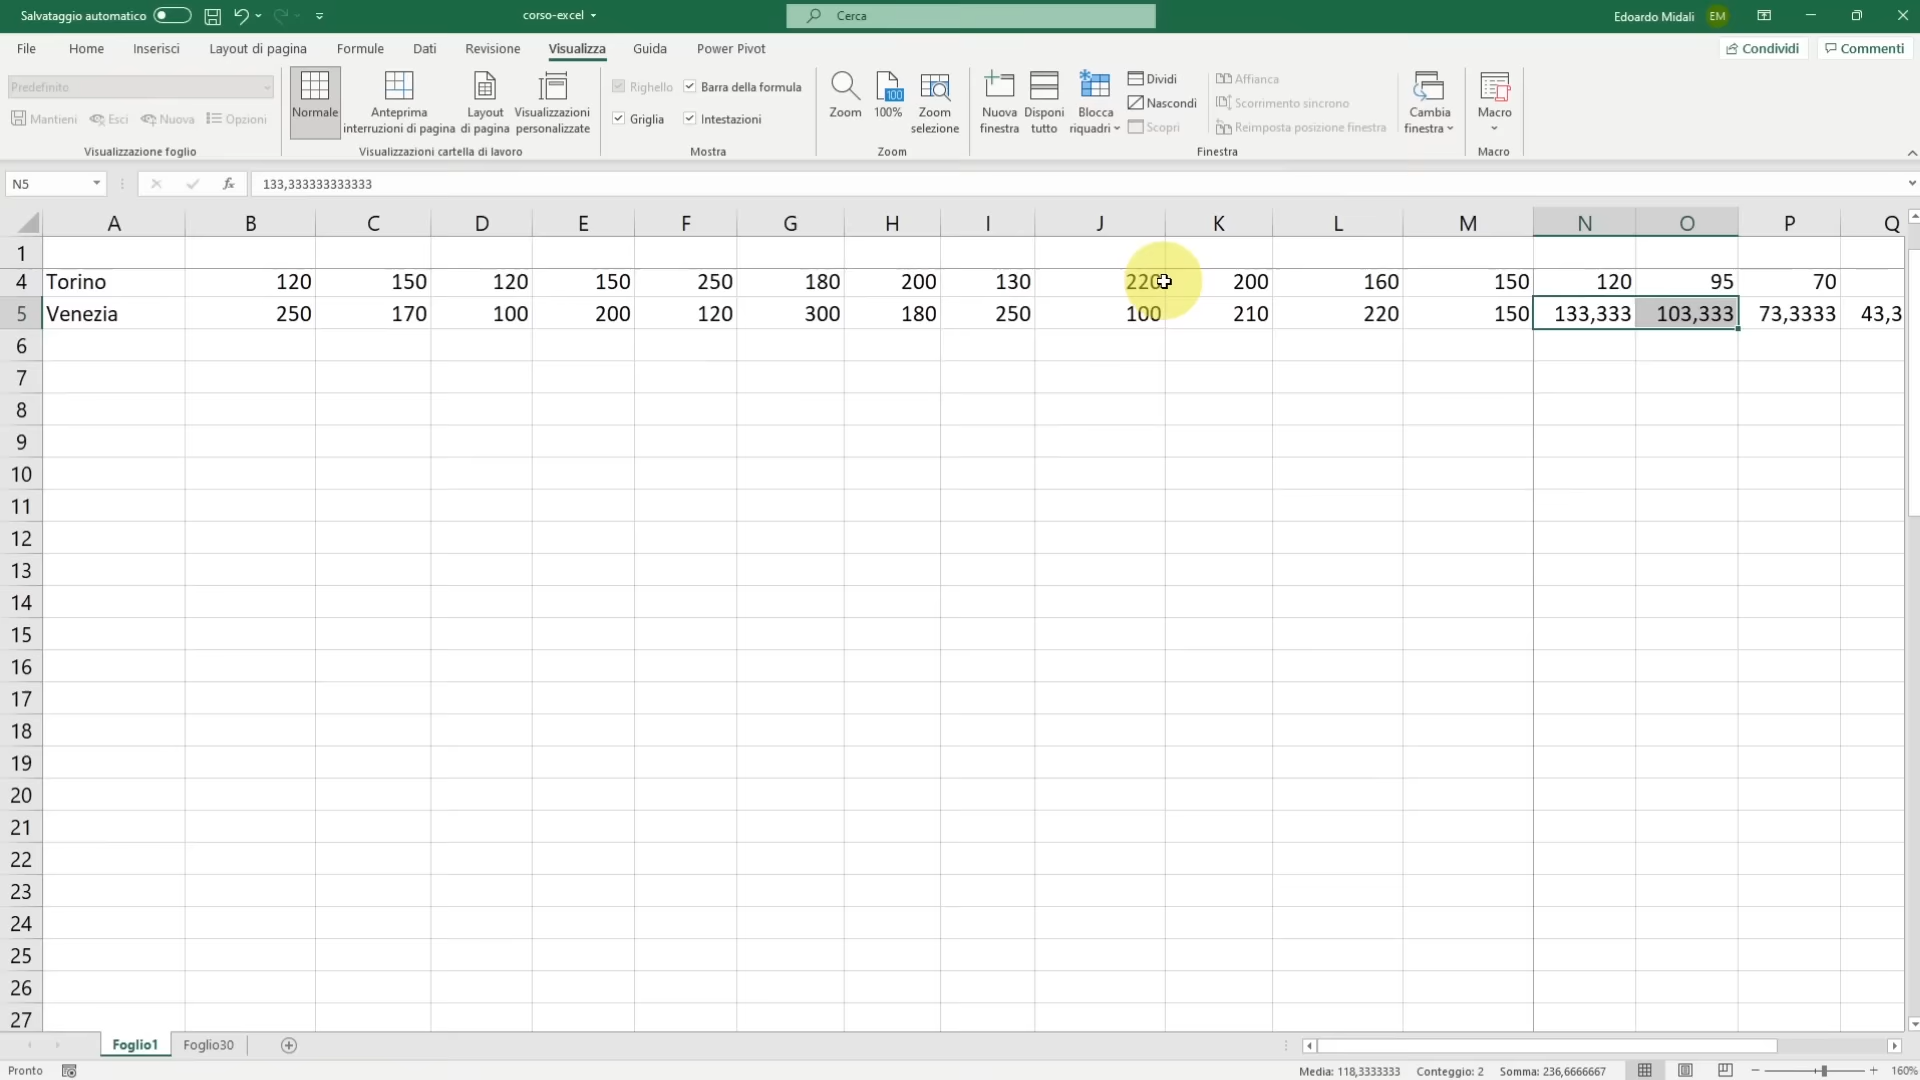 Salvataggio automatico
corso-excel
Cerca
Edoardo Midali EM
File Home Inserisci Layout di pagina Formule Dati Revisione Visualizza Guida Power Pivot Condividi Commenti
Predefinito
Mantieni Esci Nuova Opzioni
Visualizzazione foglio
Normale
Anteprima interruzioni di pagina
Layout di pagina
Visualizzazioni personalizzate
Visualizzazioni cartella di lavoro
Righello Barra della formula
Griglia Intestazioni
Mostra
Zoom
100
100%
Zoom selezione
Zoom
Nuova finestra
Disponi tutto
Blocca riquadri
Dividi
Nascondi
Scopri
Affianca
Scorrimento sincrono
Reimposta posizione finestra
Cambia finestra
Finestra
Macro
Macro
N5 fx 133,333333333333
A B C D E F G H I J K L M N O P Q
1
4 Torino 120 150 120 150 250 180 200 130 220 200 160 150 120 95 70
5 Venezia 250 170 100 200 120 300 180 250 100 210 220 150 133,333 103,333 73,3333 43,3
6
7
8
9
10
11
12
13
14
15
16
17
18
19
20
21
22
23
24
25
26
27
Foglio1 Foglio30
Pronto Media: 118,3333333 Conteggio: 2 Somma: 236,6666667 160%